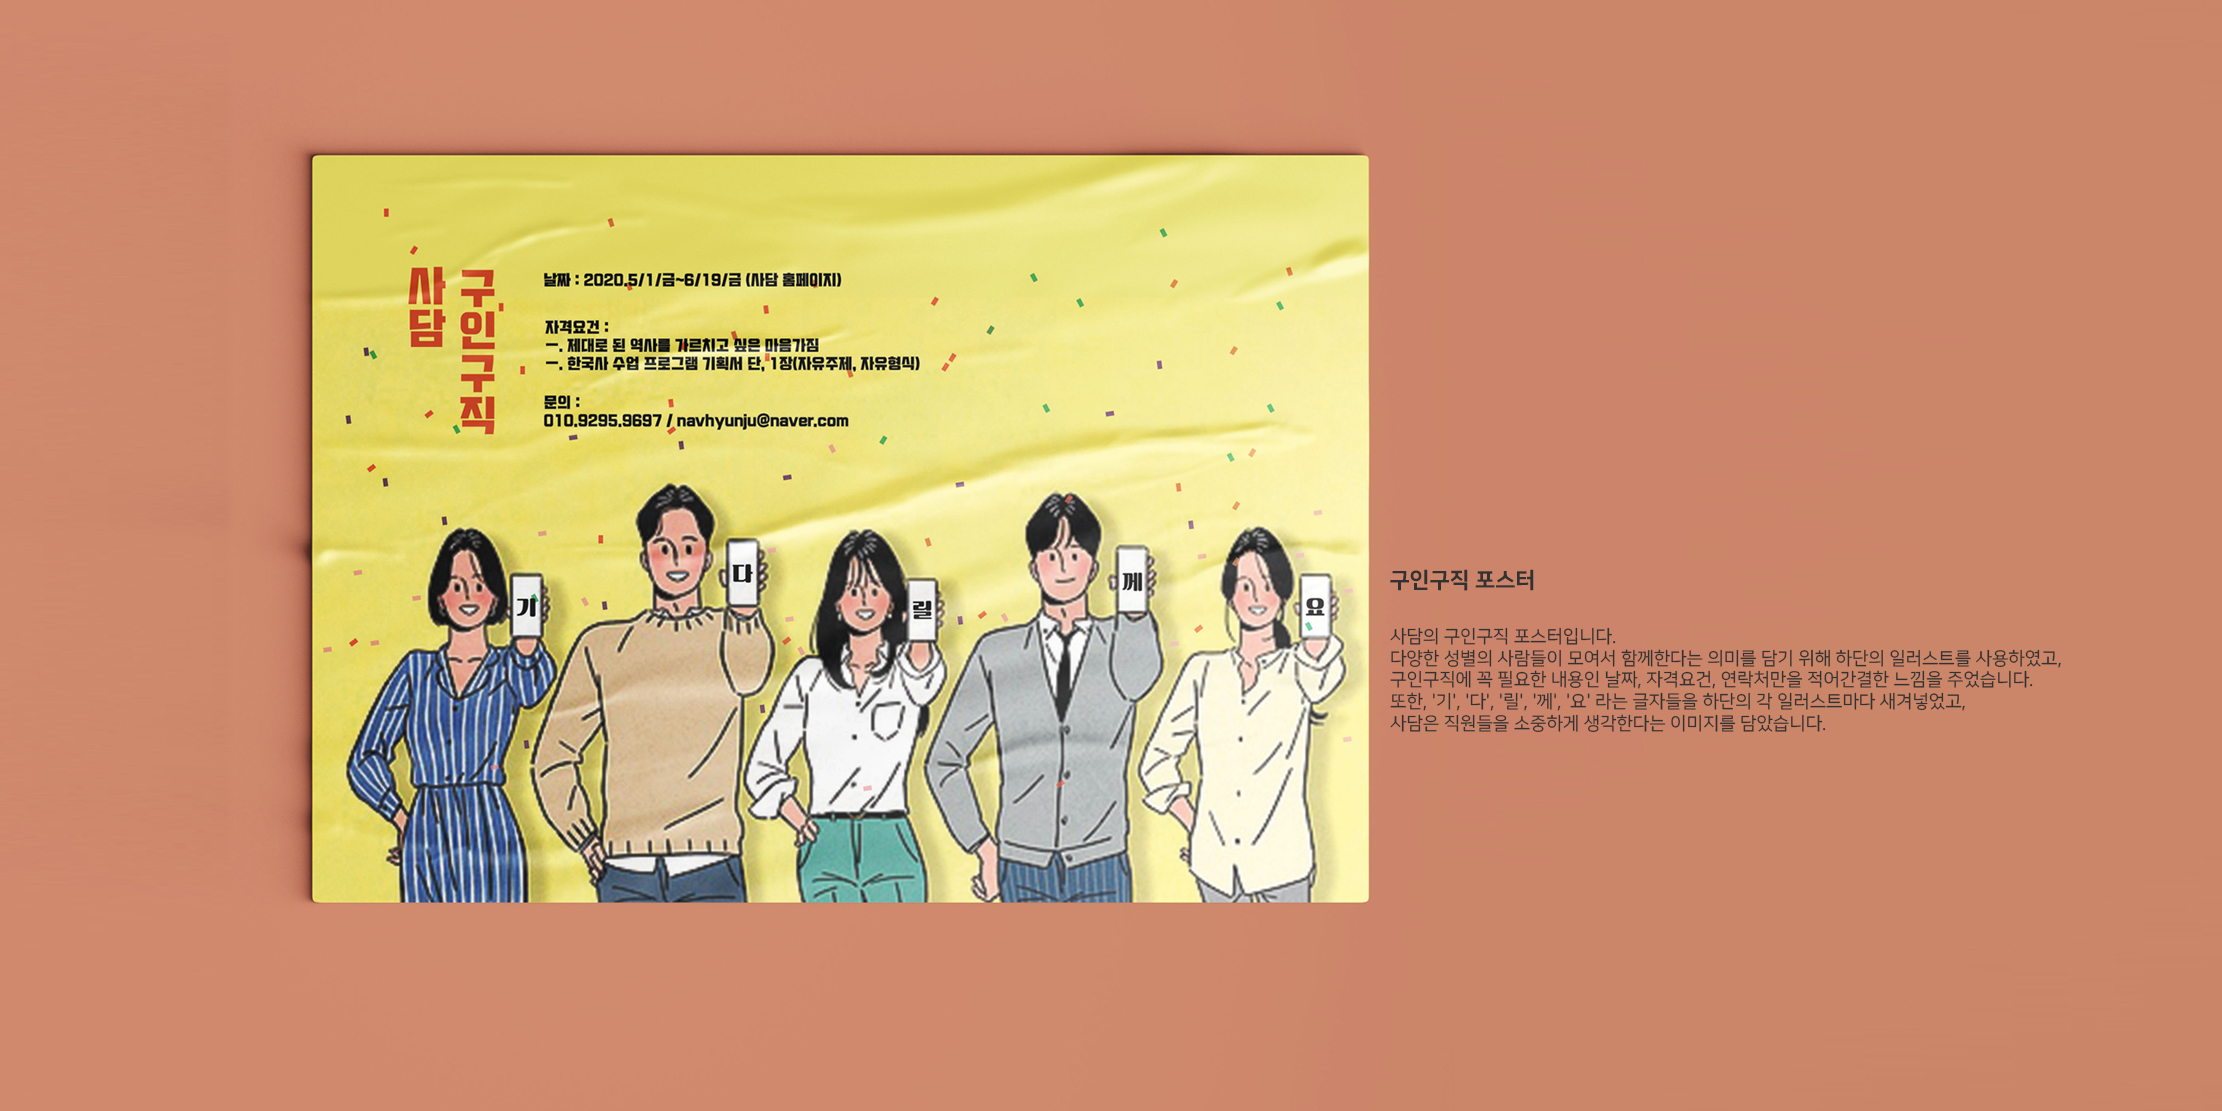 사담
구인구직
날짜 : 2020.5/1/금~6/19/금 (사담 홈페이지)
자격요건 :
ㅡ. 제대로 된 역사를 가르치고 싶은 마음가짐
ㅡ. 한국사 수업 프로그램 기획서 단, 1장(자유주제, 자유형식)
문의 :
010.9295.9697 / navhyunju@naver.com
기
다
릴
께
요
구인구직 포스터
사담의 구인구직 포스터입니다.
다양한 성별의 사람들이 모여서 함께한다는 의미를 담기 위해 하단의 일러스트를 사용하였고,
구인구직에 꼭 필요한 내용인 날짜, 자격요건, 연락처만을 적어간결한 느낌을 주었습니다.
또한, '기', '다', '릴', '께', '요' 라는 글자들을 하단의 각 일러스트마다 새겨넣었고,
사담은 직원들을 소중하게 생각한다는 이미지를 담았습니다.